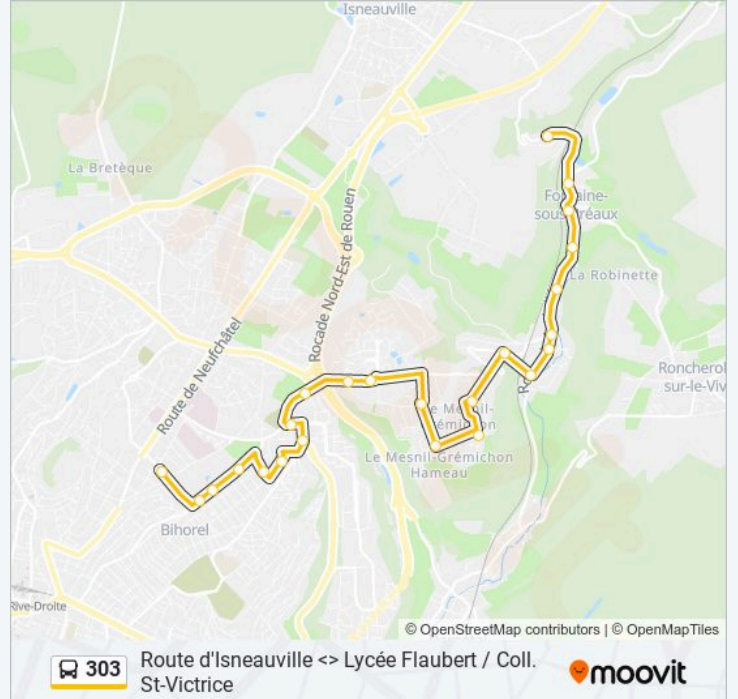 Isneauville
La Bretèque
Rocade Nord-Est de Rouen
La Robinette
Route de Neufchâtel
Roncherol
sur-le-Viv
Le Mesnil-Grémichon
Hameau
Bihorel
Rive-Droite
© OpenStreetMap contributors | © OpenMapTiles
303
Route d'Isneauville <> Lycée Flaubert / Coll.
St-Victrice
moovit